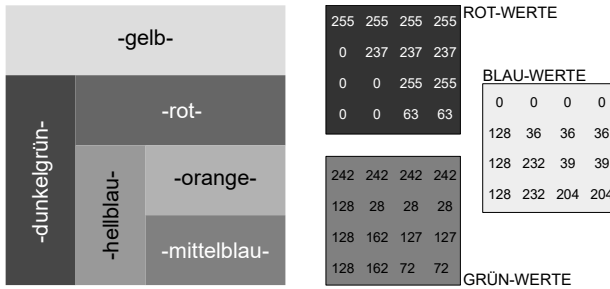 -gelb-
-dunkelgrün-
-rot-
-hellblau-
-orange-
-mittelblau-
ROT-WERTE
255 255 255 255
0 237 237 237
0 0 255 255
0 0 63 63
BLAU-WERTE
0 0 0 0
128 36 36 36
128 232 39 39
128 232 204 204
242 242 242 242
128 28 28 28
128 162 127 127
128 162 72 72
GRÜN-WERTE